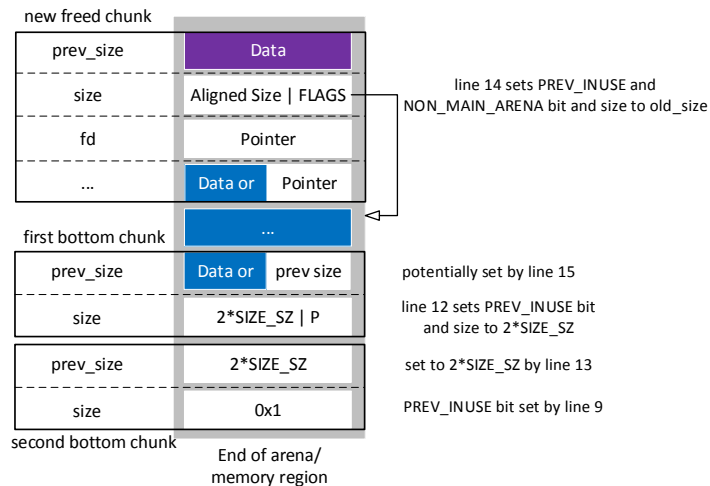 new freed chunk
prev_size Data
size Aligned Size | FLAGS
line 14 sets PREV_INUSE and
NON_MAIN_ARENA bit and size to old_size
fd Pointer
... Data or Pointer
...
first bottom chunk
prev_size Data or prev size potentially set by line 15
size 2*SIZE_SZ | P
line 12 sets PREV_INUSE bit
and size to 2*SIZE_SZ
prev_size 2*SIZE_SZ set to 2*SIZE_SZ by line 13
size 0x1 PREV_INUSE bit set by line 9
second bottom chunk
End of arena/
memory region